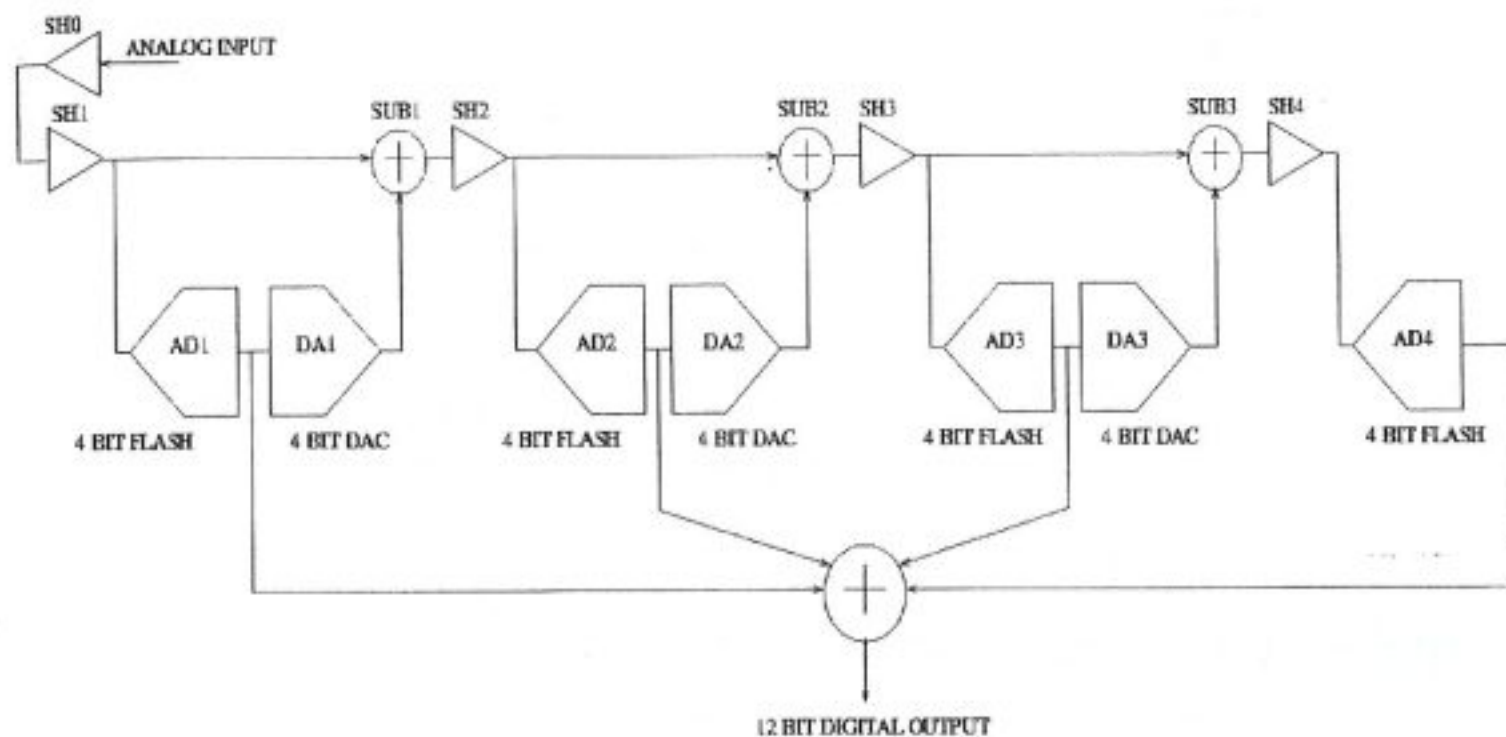 SH0
ANALOG INPUT
SH1
SUB1
SH2
SUB2
SH3
SUB3
SH4
AD1
DA1
AD2
DA2
AD3
DA3
AD4
4 BIT FLASH
4 BIT DAC
4 BIT FLASH
4 BIT DAC
4 BIT FLASH
4 BIT DAC
4 BIT FLASH
12 BIT DIGITAL OUTPUT